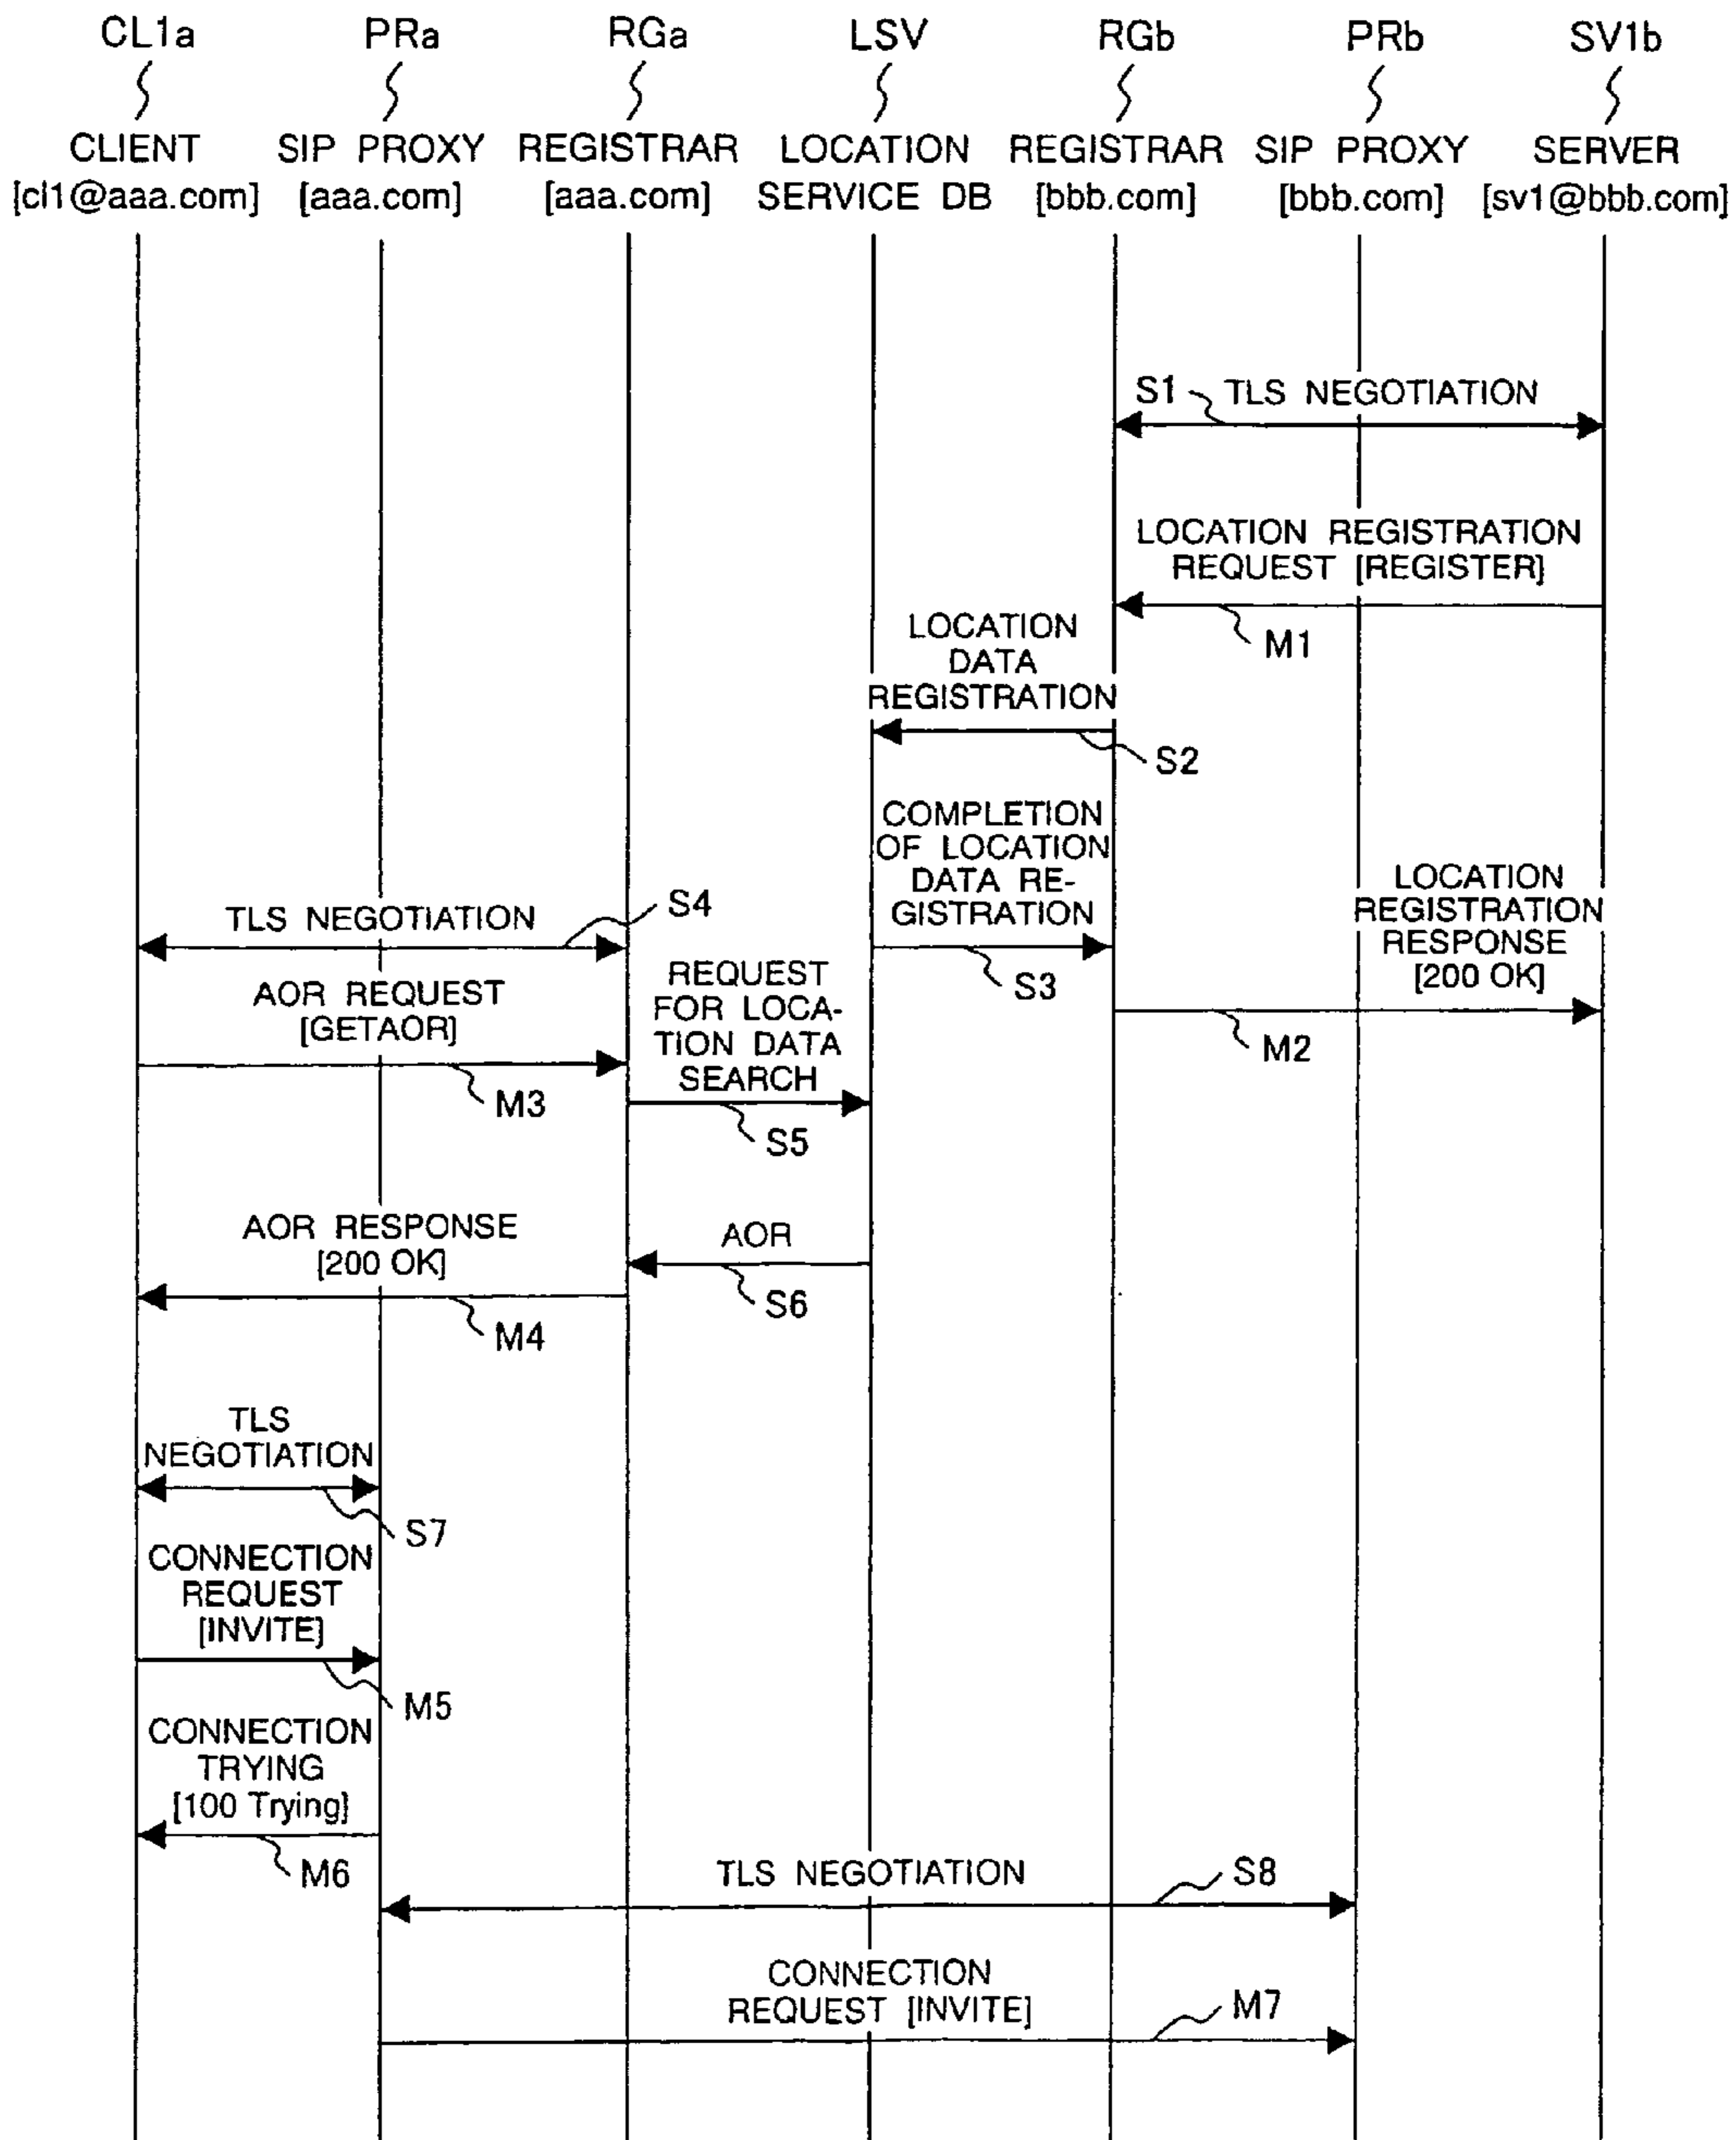 CL1a PRa RGa LSV RGb PRb SV1b
CLIENT SIP PROXY REGISTRAR LOCATION REGISTRAR SIP PROXY SERVER
[cl1@aaa.com] [aaa.com] [aaa.com] SERVICE DB [bbb.com] [bbb.com] [sv1@bbb.com]
S1 TLS NEGOTIATION
LOCATION REGISTRATION
REQUEST [REGISTER]
M1
LOCATION
DATA
REGISTRATION
S2
COMPLETION
OF LOCATION
DATA RE-
GISTRATION
S3
LOCATION
REGISTRATION
RESPONSE
[200 OK]
M2
TLS NEGOTIATION
S4
AOR REQUEST
[GETAOR]
M3
REQUEST
FOR LOCA-
TION DATA
SEARCH
S5
AOR
S6
AOR RESPONSE
[200 OK]
M4
TLS
NEGOTIATION
S7
CONNECTION
REQUEST
[INVITE]
M5
CONNECTION
TRYING
[100 Trying]
M6
TLS NEGOTIATION
S8
CONNECTION
REQUEST [INVITE]
M7